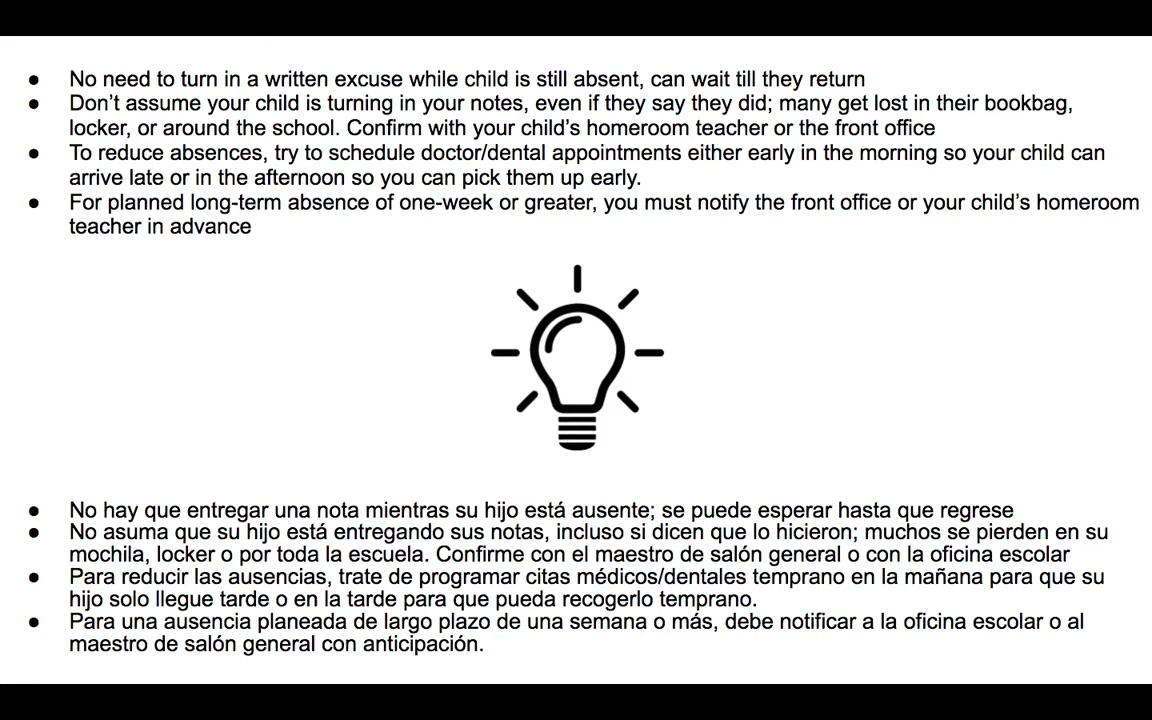 ● No need to turn in a written excuse while child is still absent, can wait till they return
● Don’t assume your child is turning in your notes, even if they say they did; many get lost in their bookbag,
locker, or around the school. Confirm with your child’s homeroom teacher or the front office
● To reduce absences, try to schedule doctor/dental appointments either early in the morning so your child can
arrive late or in the afternoon so you can pick them up early.
● For planned long-term absence of one-week or greater, you must notify the front office or your child’s homeroom
teacher in advance
● No hay que entregar una nota mientras su hijo está ausente; se puede esperar hasta que regrese
● No asuma que su hijo está entregando sus notas, incluso si dicen que lo hicieron; muchos se pierden en su
mochila, locker o por toda la escuela. Confirme con el maestro de salón general o con la oficina escolar
● Para reducir las ausencias, trate de programar citas médicos/dentales temprano en la mañana para que su
hijo solo llegue tarde o en la tarde para que pueda recogerlo temprano.
● Para una ausencia planeada de largo plazo de una semana o más, debe notificar a la oficina escolar o al
maestro de salón general con anticipación.